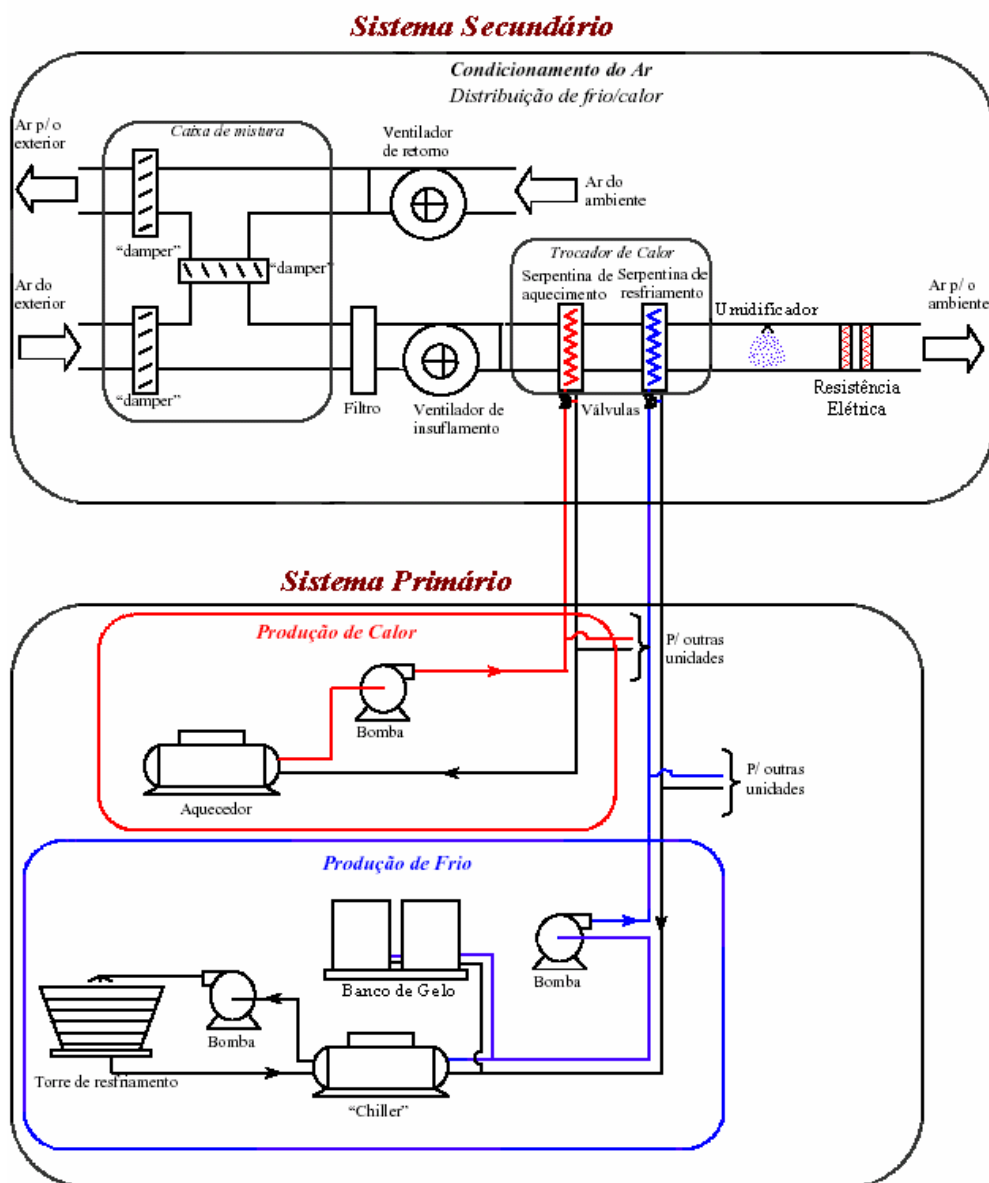 Sistema Secundário
Condicionamento do Ar
Distribuição de frio/calor
Ar p/ o
exterior
Caixa de mistura
Ventilador
de retorno
Ar do
ambiente
"damper"
"damper"
Ar do
exterior
"damper"
Filtro
Ventilador de
insuflamento
Trocador de Calor
Serpentina de
aquecimento
Serpentina de
resfriamento
Válvulas
Umidificador
Resistência
Elétrica
Ar p/ o
ambiente
Sistema Primário
Produção de Calor
Bomba
Aquecedor
P/ outras
unidades
P/ outras
unidades
Produção de Frio
Banco de Gelo
Bomba
Bomba
Torre de resfriamento
"Chiller"